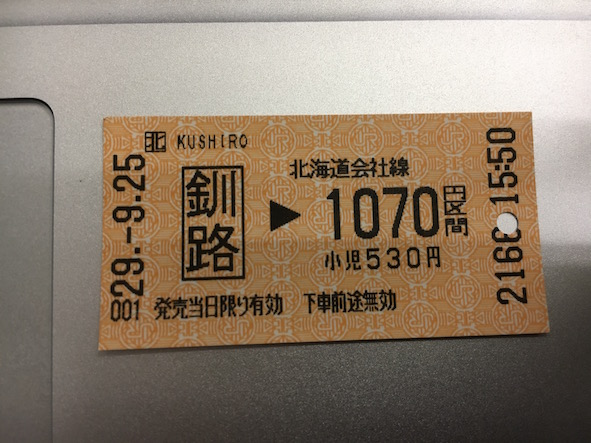 北 KUSHIRO
29.-9.25
001
釧路
▶
北海道会社線
1070円区間
小児530円
発売当日限り有効 下車前途無効
15:50